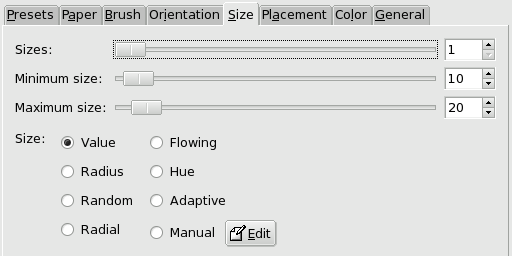 Presets Paper Brush Orientation Size Placement Color General
Sizes: 1
Minimum size: 10
Maximum size: 20
Size: Value Flowing
Radius Hue
Random Adaptive
Radial Manual Edit